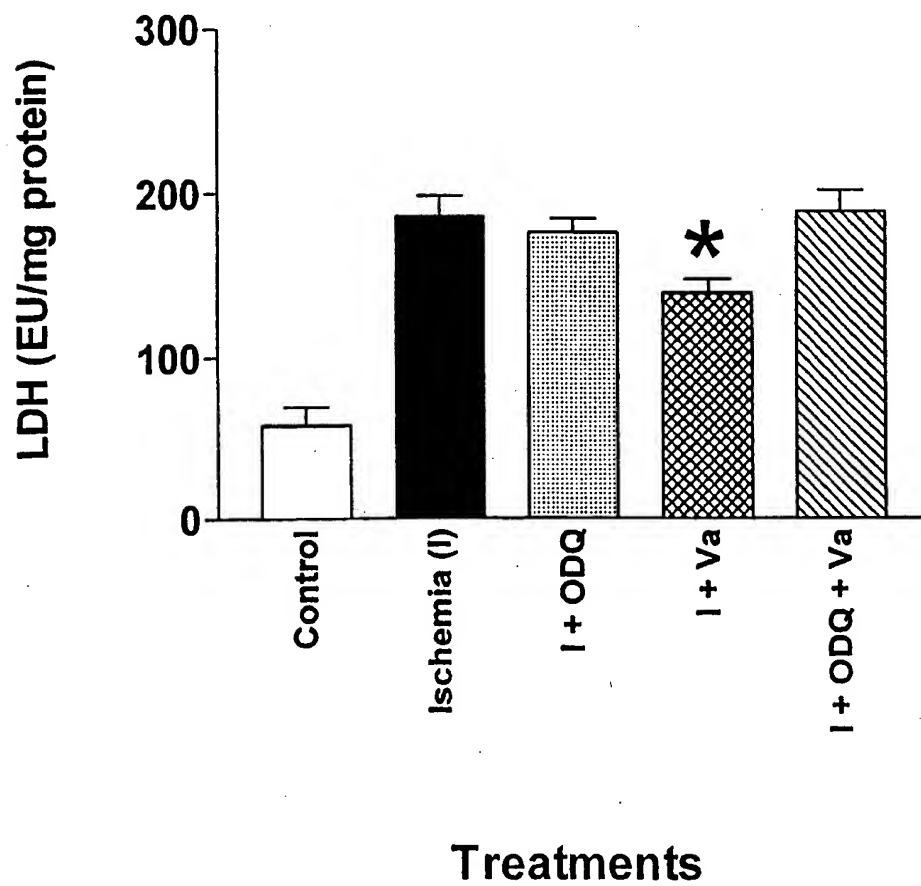 LDH (EU/mg protein)
300
200
100
0
*
Control
Ischemia (I)
I + ODQ
I + Va
I + ODQ + Va
Treatments